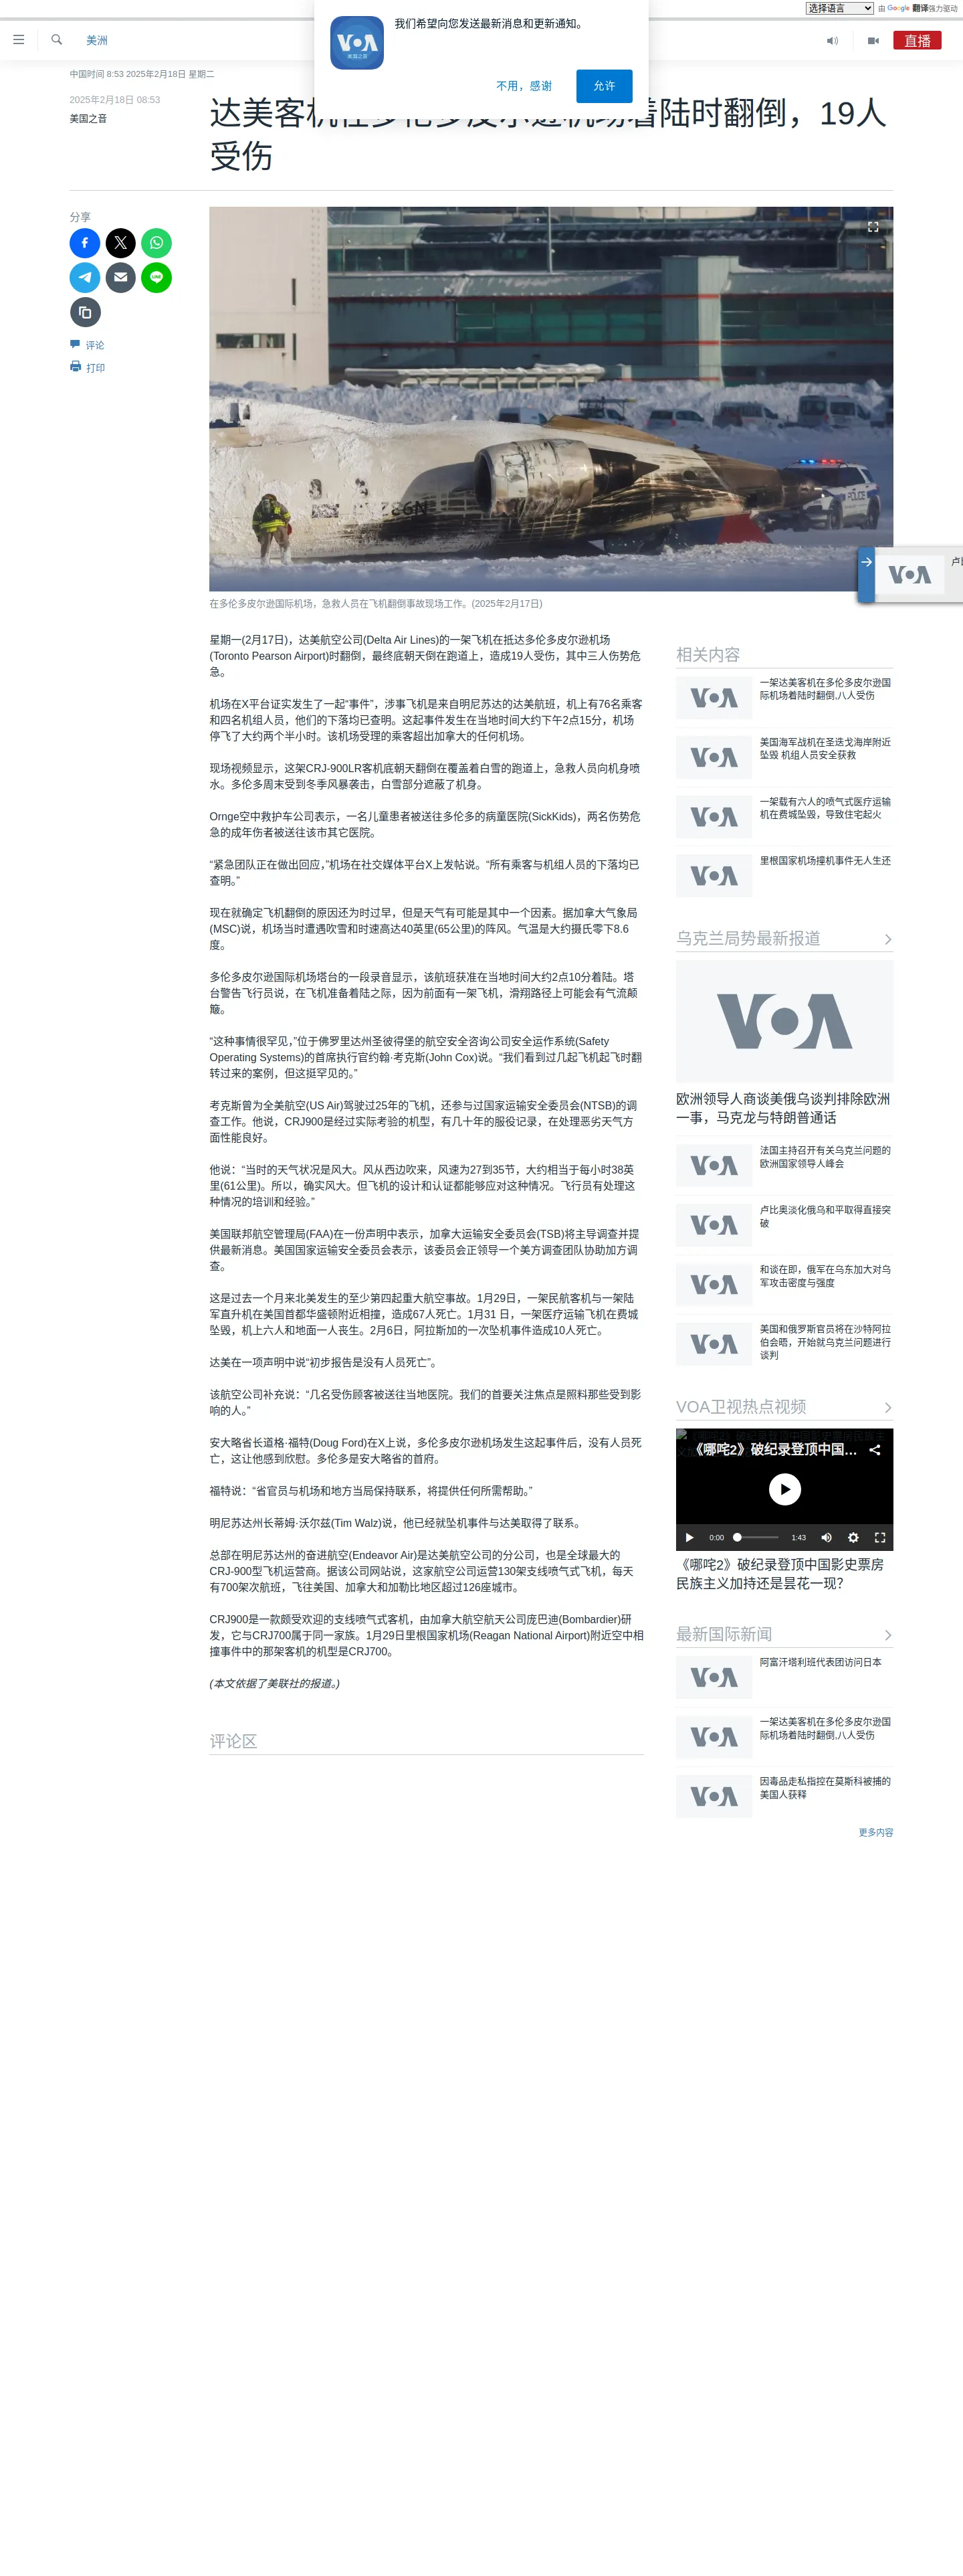 选择语言
由 Google 翻译强力驱动
我们希望向您发送最新消息和更新通知。
VOA
美国之音
不用，感谢
允许
美洲
直播
中国时间 8:53 2025年2月18日 星期二
2025年2月18日 08:53
美国之音
着陆时翻倒，19人
受伤
分享
LINE
评论
打印
POLICE
在多伦多皮尔逊国际机场，急救人员在飞机翻倒事故现场工作。(2025年2月17日)
VOA
星期一(2月17日)，达美航空公司(Delta Air Lines)的一架飞机在抵达多伦多皮尔逊机场
(Toronto Pearson Airport)时翻倒，最终底朝天倒在跑道上，造成19人受伤，其中三人伤势危
急。
机场在X平台证实发生了一起“事件”，涉事飞机是来自明尼苏达的达美航班，机上有76名乘客
和四名机组人员，他们的下落均已查明。这起事件发生在当地时间大约下午2点15分，机场
停飞了大约两个半小时。该机场受理的乘客超出加拿大的任何机场。
现场视频显示，这架CRJ-900LR客机底朝天翻倒在覆盖着白雪的跑道上，急救人员向机身喷
水。多伦多周末受到冬季风暴袭击，白雪部分遮蔽了机身。
Ornge空中救护车公司表示，一名儿童患者被送往多伦多的病童医院(SickKids)，两名伤势危
急的成年伤者被送往该市其它医院。
“紧急团队正在做出回应，”机场在社交媒体平台X上发帖说。“所有乘客与机组人员的下落均已
查明。”
现在就确定飞机翻倒的原因还为时过早，但是天气有可能是其中一个因素。据加拿大气象局
(MSC)说，机场当时遭遇吹雪和时速高达40英里(65公里)的阵风。气温是大约摄氏零下8.6
度。
多伦多皮尔逊国际机场塔台的一段录音显示，该航班获准在当地时间大约2点10分着陆。塔
台警告飞行员说，在飞机准备着陆之际，因为前面有一架飞机，滑翔路径上可能会有气流颠
簸。
“这种事情很罕见，”位于佛罗里达州圣彼得堡的航空安全咨询公司安全运作系统(Safety
Operating Systems)的首席执行官约翰·考克斯(John Cox)说。“我们看到过几起飞机起飞时翻
转过来的案例，但这挺罕见的。”
考克斯曾为全美航空(US Air)驾驶过25年的飞机，还参与过国家运输安全委员会(NTSB)的调
查工作。他说，CRJ900是经过实际考验的机型，有几十年的服役记录，在处理恶劣天气方
面性能良好。
他说：“当时的天气状况是风大。风从西边吹来，风速为27到35节，大约相当于每小时38英
里(61公里)。所以，确实风大。但飞机的设计和认证都能够应对这种情况。飞行员有处理这
种情况的培训和经验。”
美国联邦航空管理局(FAA)在一份声明中表示，加拿大运输安全委员会(TSB)将主导调查并提
供最新消息。美国国家运输安全委员会表示，该委员会正领导一个美方调查团队协助加方调
查。
这是过去一个月来北美发生的至少第四起重大航空事故。1月29日，一架民航客机与一架陆
军直升机在美国首都华盛顿附近相撞，造成67人死亡。1月31 日，一架医疗运输飞机在费城
坠毁，机上六人和地面一人丧生。2月6日，阿拉斯加的一次坠机事件造成10人死亡。
达美在一项声明中说“初步报告是没有人员死亡”。
该航空公司补充说：“几名受伤顾客被送往当地医院。我们的首要关注焦点是照料那些受到影
响的人。”
安大略省长道格·福特(Doug Ford)在X上说，多伦多皮尔逊机场发生这起事件后，没有人员死
亡，这让他感到欣慰。多伦多是安大略省的首府。
福特说：“省官员与机场和地方当局保持联系，将提供任何所需帮助。”
明尼苏达州长蒂姆·沃尔兹(Tim Walz)说，他已经就坠机事件与达美取得了联系。
总部在明尼苏达州的奋进航空(Endeavor Air)是达美航空公司的分公司，也是全球最大的
CRJ-900型飞机运营商。据该公司网站说，这家航空公司运营130架支线喷气式飞机，每天
有700架次航班，飞往美国、加拿大和加勒比地区超过126座城市。
CRJ900是一款颇受欢迎的支线喷气式客机，由加拿大航空航天公司庞巴迪(Bombardier)研
发，它与CRJ700属于同一家族。1月29日里根国家机场(Reagan National Airport)附近空中相
撞事件中的那架客机的机型是CRJ700。
(本文依据了美联社的报道。)
评论区
相关内容
VOA
一架达美客机在多伦多皮尔逊国
际机场着陆时翻倒,八人受伤
VOA
美国海军战机在圣迭戈海岸附近
坠毁 机组人员安全获救
VOA
一架载有六人的喷气式医疗运输
机在费城坠毁，导致住宅起火
VOA
里根国家机场撞机事件无人生还
乌克兰局势最新报道
VOA
欧洲领导人商谈美俄乌谈判排除欧洲
一事，马克龙与特朗普通话
VOA
法国主持召开有关乌克兰问题的
欧洲国家领导人峰会
VOA
卢比奥淡化俄乌和平取得直接突
破
VOA
和谈在即，俄军在乌东加大对乌
军攻击密度与强度
VOA
美国和俄罗斯官员将在沙特阿拉
伯会晤，开始就乌克兰问题进行
谈判
VOA卫视热点视频
《哪吒2》破纪录登顶中国…
0:00
1:43
《哪吒2》破纪录登顶中国影史票房
民族主义加持还是昙花一现？
最新国际新闻
VOA
阿富汗塔利班代表团访问日本
VOA
一架达美客机在多伦多皮尔逊国
际机场着陆时翻倒,八人受伤
VOA
因毒品走私指控在莫斯科被捕的
美国人获释
更多内容